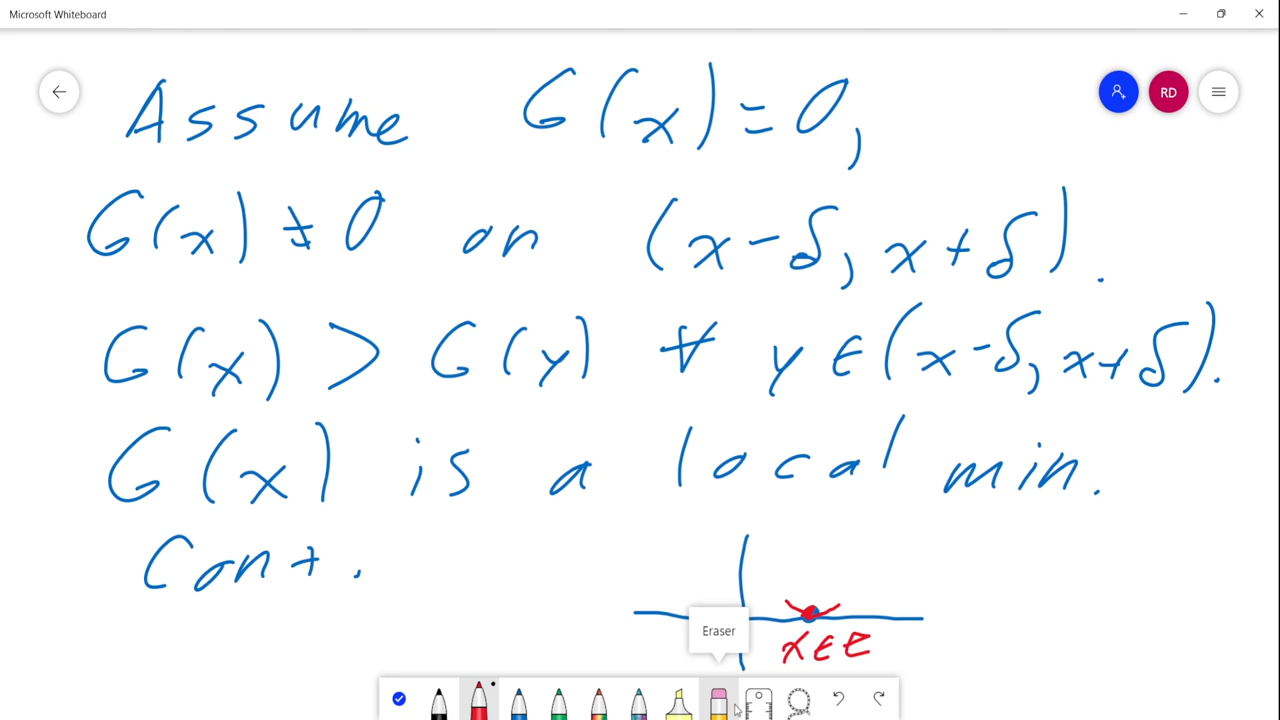 Microsoft Whiteboard
RD
Assume G(x)=0,
G(x)≠0 on (x-δ, x+δ).
G(x) > G(y) ∀ y∈(x-δ, x+δ).
G(x) is a local min.
Cont.
x∈E
Eraser